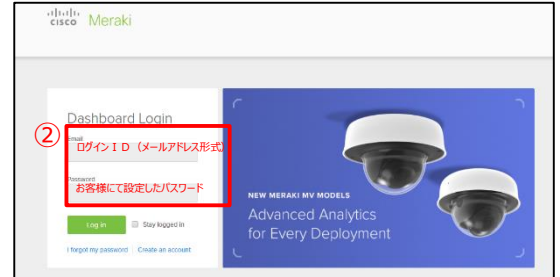 cisco Meraki
Dashboard Login
②
Email
ログインＩＤ（メールアドレス形式）
Password
お客様にて設定したパスワード
Log in
Stay logged in
I forgot my password
Create an account
NEW MERAKI MV MODELS
Advanced Analytics
for Every Deployment